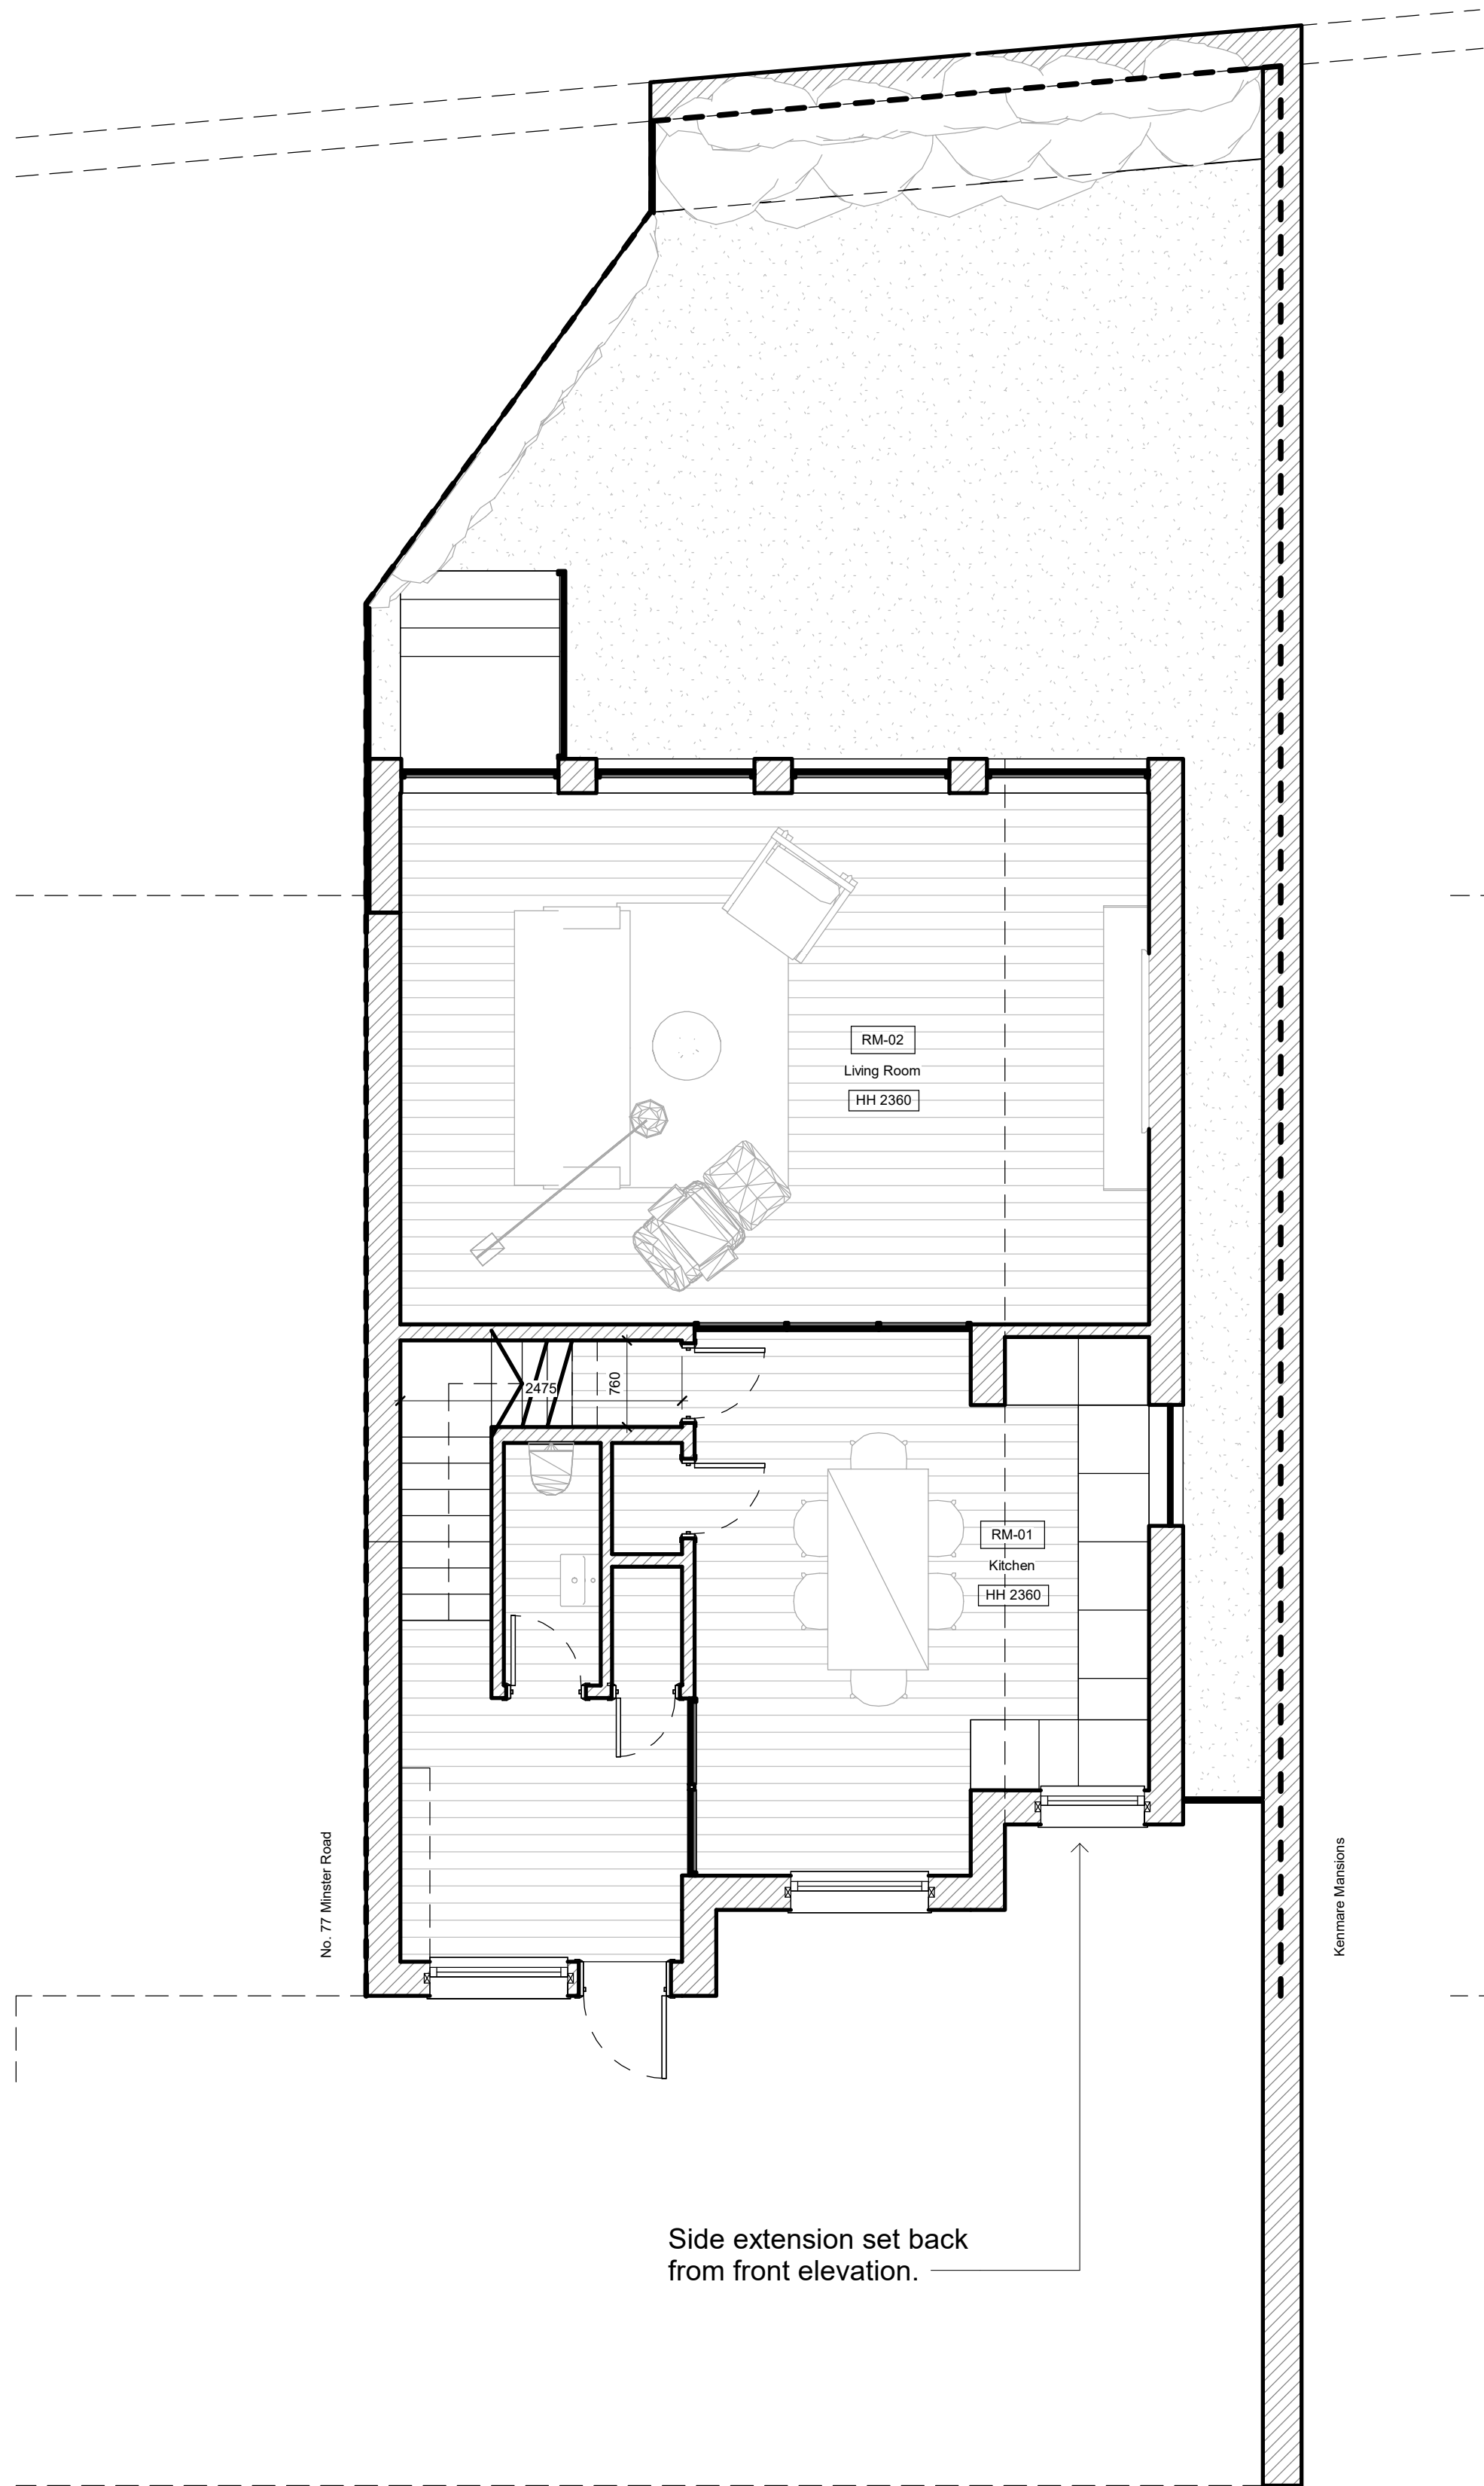 RM-02
Living Room
HH 2360
2475
760
RM-01
Kitchen
HH 2360
No. 77 Minster Road
Kenmare Mansions
Side extension set back
from front elevation.